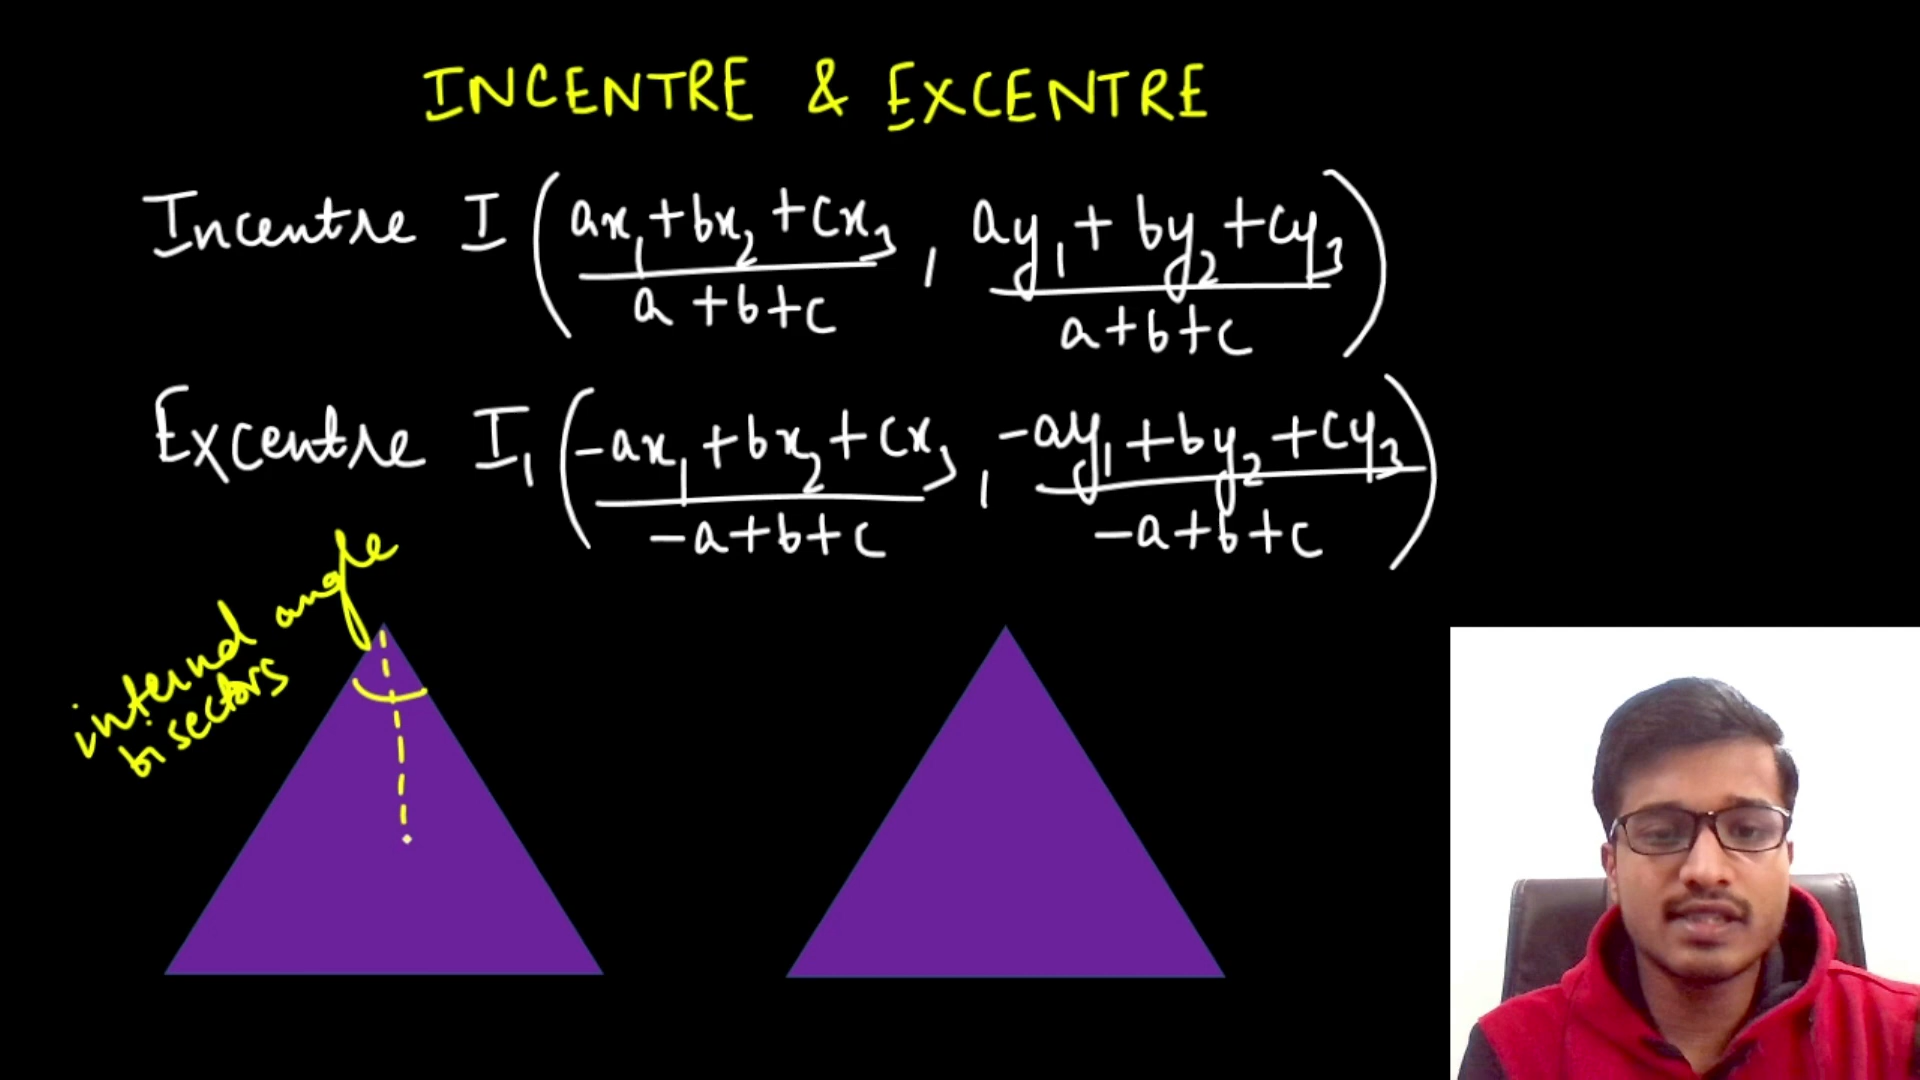 INCENTRE & EXCENTRE
Incentre I (ax₁+bx₂+cx₃ / a+b+c , ay₁+by₂+cy₃ / a+b+c)
Excentre I₁ (-ax₁+bx₂+cx₃ / -a+b+c , -ay₁+by₂+cy₃ / -a+b+c)
internal angle
bisectors